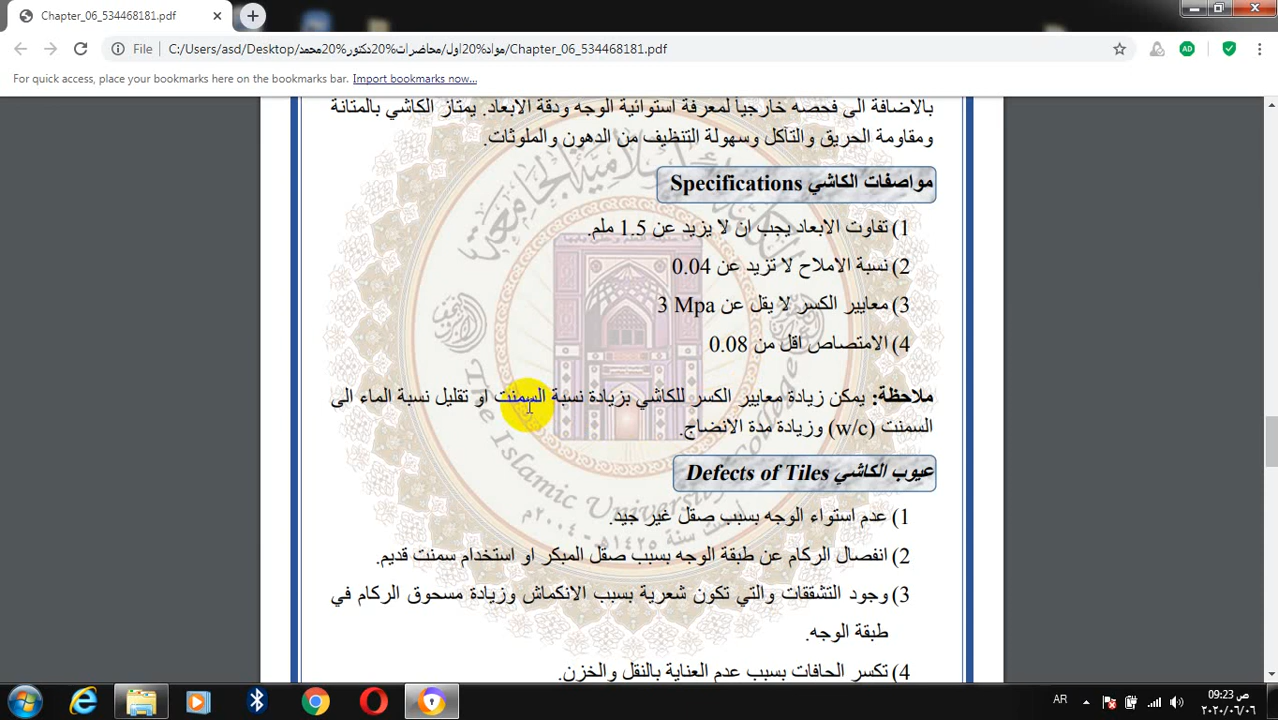 Chapter_06_534468181.pdf
File | C:/Users/asd/Desktop/محاضرات%20دكتور%20محمد/مواد%20اول/Chapter_06_534468181.pdf
For quick access, place your bookmarks here on the bookmarks bar. Import bookmarks now...
بالاضافة الى فحصه خارجياً لمعرفة استوائية الوجه ودقة الابعاد. يمتاز الكاشي بالمتانة
ومقاومة الحريق والتآكل وسهولة التنظيف من الدهون والملوثات.
مواصفات الكاشي Specifications
1) تفاوت الابعاد يجب ان لا يزيد عن 1.5 ملم.
2) نسبة الاملاح لا تزيد عن 0.04
3) معايير الكسر لا يقل عن 3 Mpa
4) الامتصاص اقل من 0.08
ملاحظة: يمكن زيادة معايير الكسر للكاشي بزيادة نسبة السمنت او تقليل نسبة الماء الى
السمنت (w/c) وزيادة مدة الانضاج.
عيوب الكاشي Defects of Tiles
1) عدم استواء الوجه بسبب صقل غير جيد.
2) انفصال الركام عن طبقة الوجه بسبب صقل المبكر او استخدام سمنت قديم.
3) وجود التشققات والتي تكون شعرية بسبب الانكماش وزيادة مسحوق الركام في
طبقة الوجه.
4) تكسر الحافات بسبب عدم العناية بالنقل والخزن.
The Islamic University College
AR
09:23 ص
٢٠٢٠/٠٦/٠٦